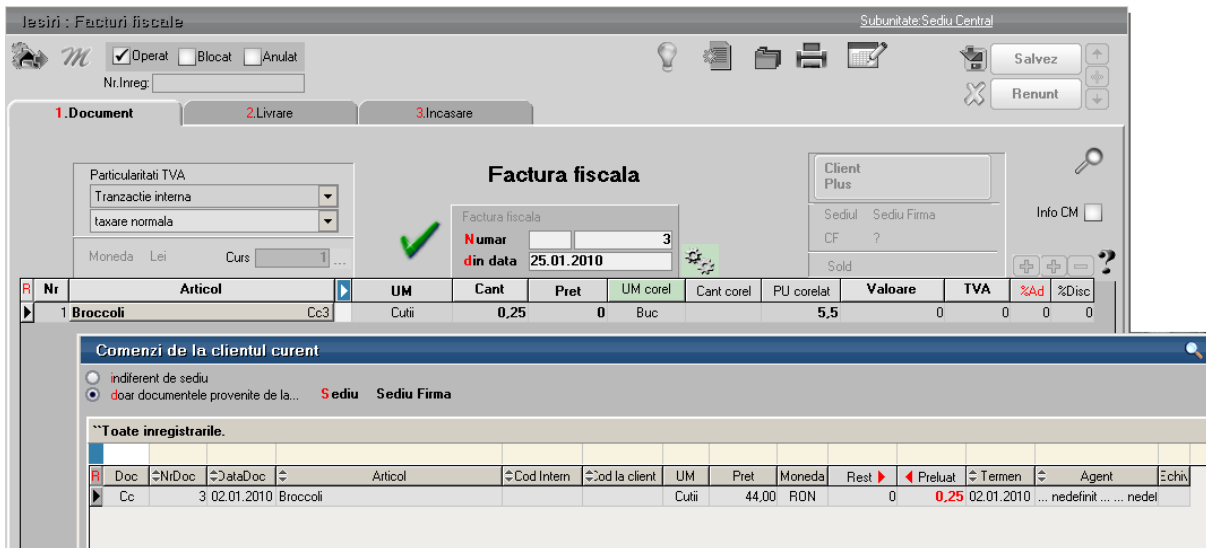 Iesiri : Facturi fiscale Subunitate:Sediu Central
m Operat Blocat Anulat Salvez
Nr.Inreg: Renunt
1.Document 2.Livrare 3.Incasare
Particularitati TVA Factura fiscala Client
Plus
Tranzactie interna
taxare normala Factura fiscala Sediul Sediu Firma Info CM
Numar 3 CF ?
Moneda Lei Curs 1 ... din data 25.01.2010 Sold ?
R Nr Articol UM Cant Pret UM corel Cant corel PU corelat Valoare TVA %Ad %Disc
1 Broccoli Cc3 Cutii 0,25 0 Buc 5,5 0 0 0 0
Comenzi de la clientul curent
indiferent de sediu
doar documentele provenite de la... Sediu Sediu Firma
``Toate inregistrarile.
R Doc NrDoc DataDoc Articol Cod Intern Cod la client UM Pret Moneda Rest Preluat Termen Agent Echiv
Cc 3 02.01.2010 Broccoli Cutii 44,00 RON 0 0,25 02.01.2010 ... nedefinit ... ... nedel